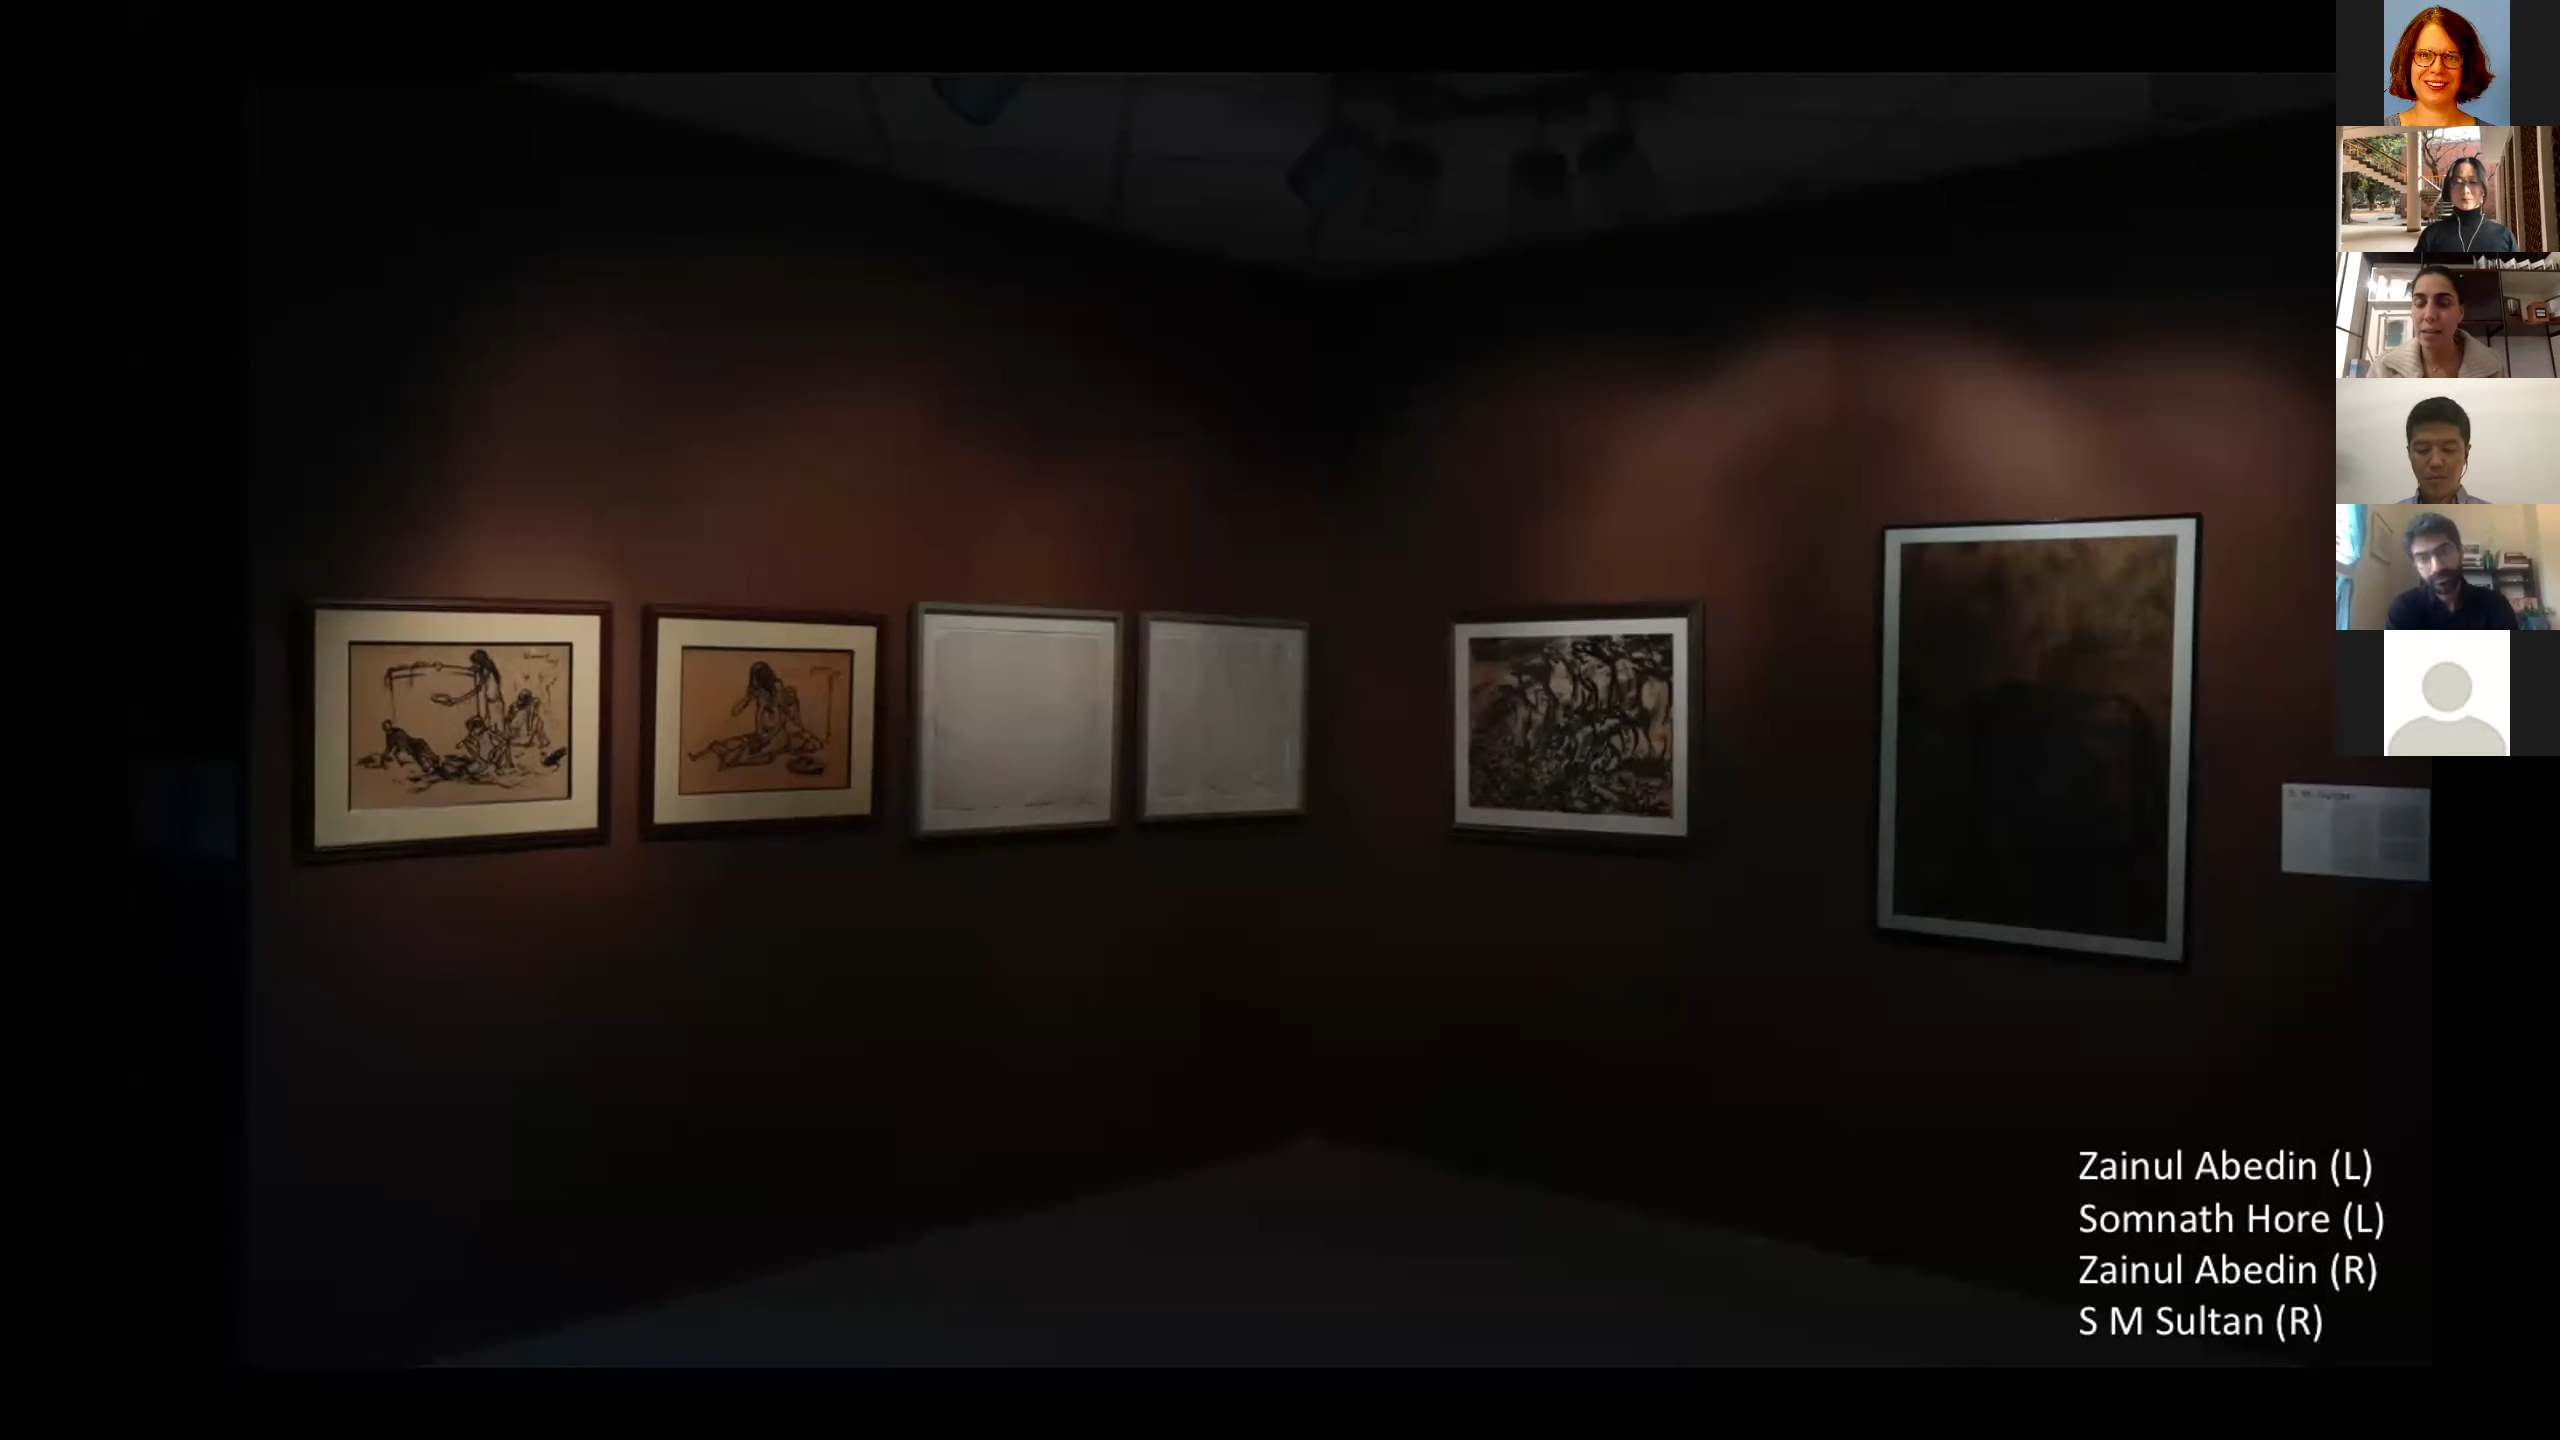 Zainul Abedin (L)
Somnath Hore (L)
Zainul Abedin (R)
S M Sultan (R)